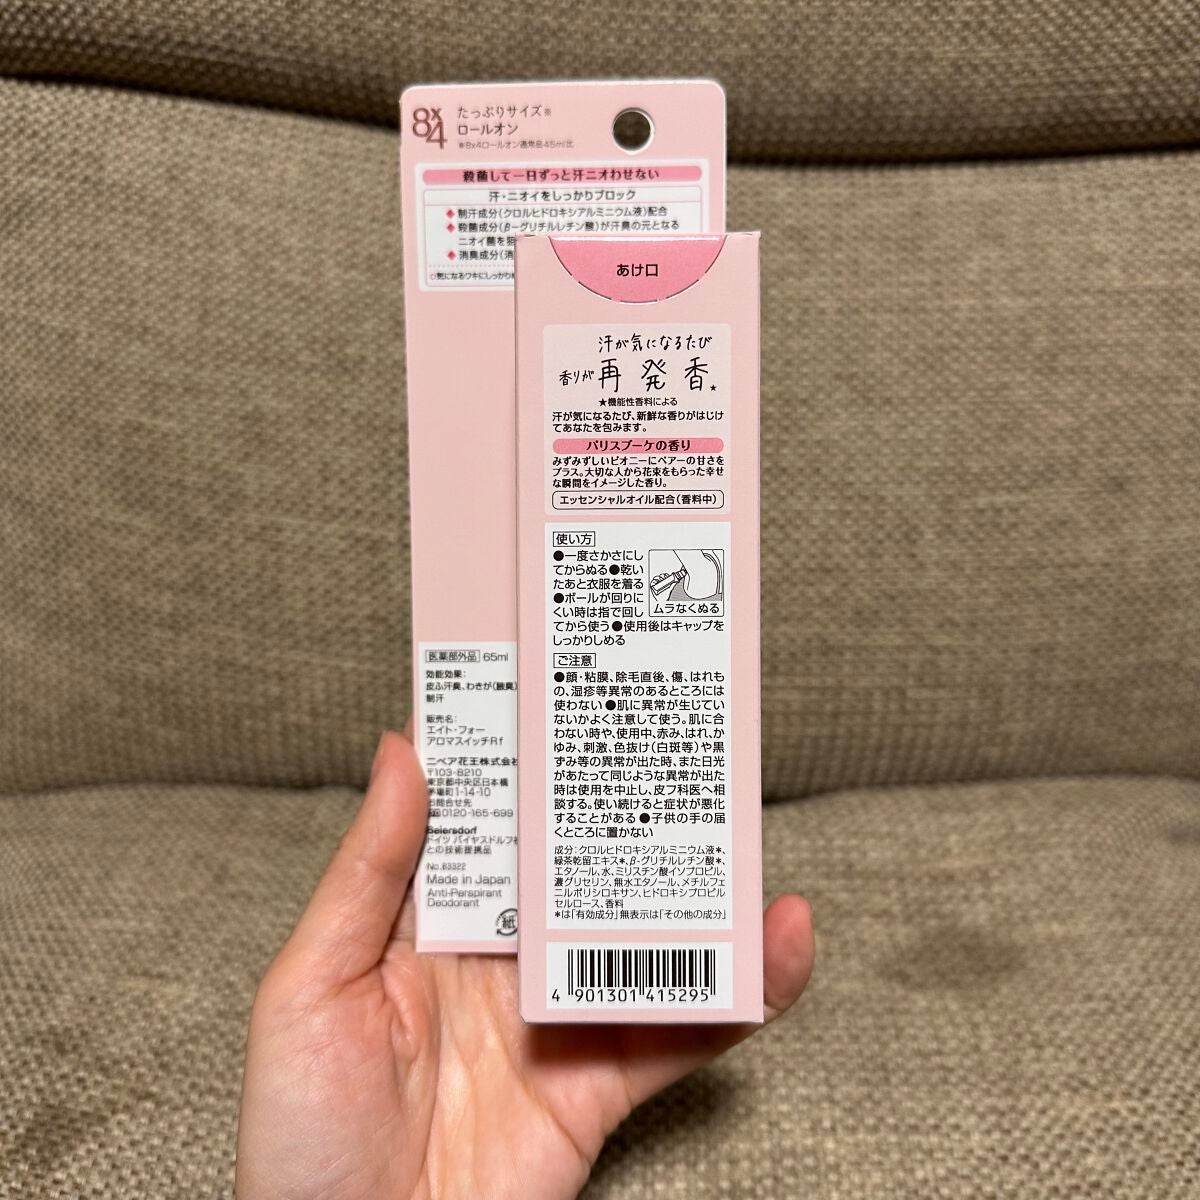 8x4
たっぷりサイズ※
ロールオン
※8x4ロールオン通常品45ml比
殺菌して一日ずっと汗ニオわせない
汗・ニオイをしっかりブロック
◆制汗成分(クロルヒドロキシアルミニウム液)配合
◆殺菌成分(β-グリチルレチン酸)が汗臭の元となる
ニオイ菌を
◆消臭成分(消
○気になるワキにしっかり
医薬部外品 65ml
効能効果:
皮ふ汗臭、わきが(腋臭)
制汗
販売名:
エイト・フォー
アロマスイッチRf
ニベア花王株式会社
〒103-8210
東京都中央区日本橋
茅場町1-14-10
お問合せ先
0120-165-699
Beiersdorf
ドイツ バイヤスドルフ社
との技術提携品
No.83322
Made in Japan
Anti-Perspirant
Deodorant
紙
あけ口
汗が気になるたび
香りが再発香★
★機能性香料による
汗が気になるたび、新鮮な香りがはじけ
てあなたを包みます。
パリスブーケの香り
みずみずしいピオニーにペアーの甘さを
プラス。大切な人から花束をもらった幸せ
な瞬間をイメージした香り。
エッセンシャルオイル配合(香料中)
使い方
●一度さかさにし
てからぬる●乾い
たあと衣服を着る
●ボールが回りに
くい時は指で回し
てから使う●使用後はキャップを
しっかりしめる
ムラなくぬる
ご注意
●顔・粘膜、除毛直後、傷、はれも
の、湿疹等異常のあるところには
使わない●肌に異常が生じてい
ないかよく注意して使う。肌に合
わない時や、使用中、赤み、はれ、か
ゆみ、刺激、色抜け(白斑等)や黒
ずみ等の異常が出た時、また日光
があたって同じような異常が出た
時は使用を中止し、皮フ科医へ相
談する。使い続けると症状が悪化
することがある●子供の手の届
くところに置かない
成分:クロルヒドロキシアルミニウム液*、
緑茶乾留エキス*、β-グリチルレチン酸*、
エタノール、水、ミリスチン酸イソプロピル、
濃グリセリン、無水エタノール、メチルフェ
ニルポリシロキサン、ヒドロキシプロピル
セルロース、香料
*は「有効成分」無表示は「その他の成分」
4 901301 415295